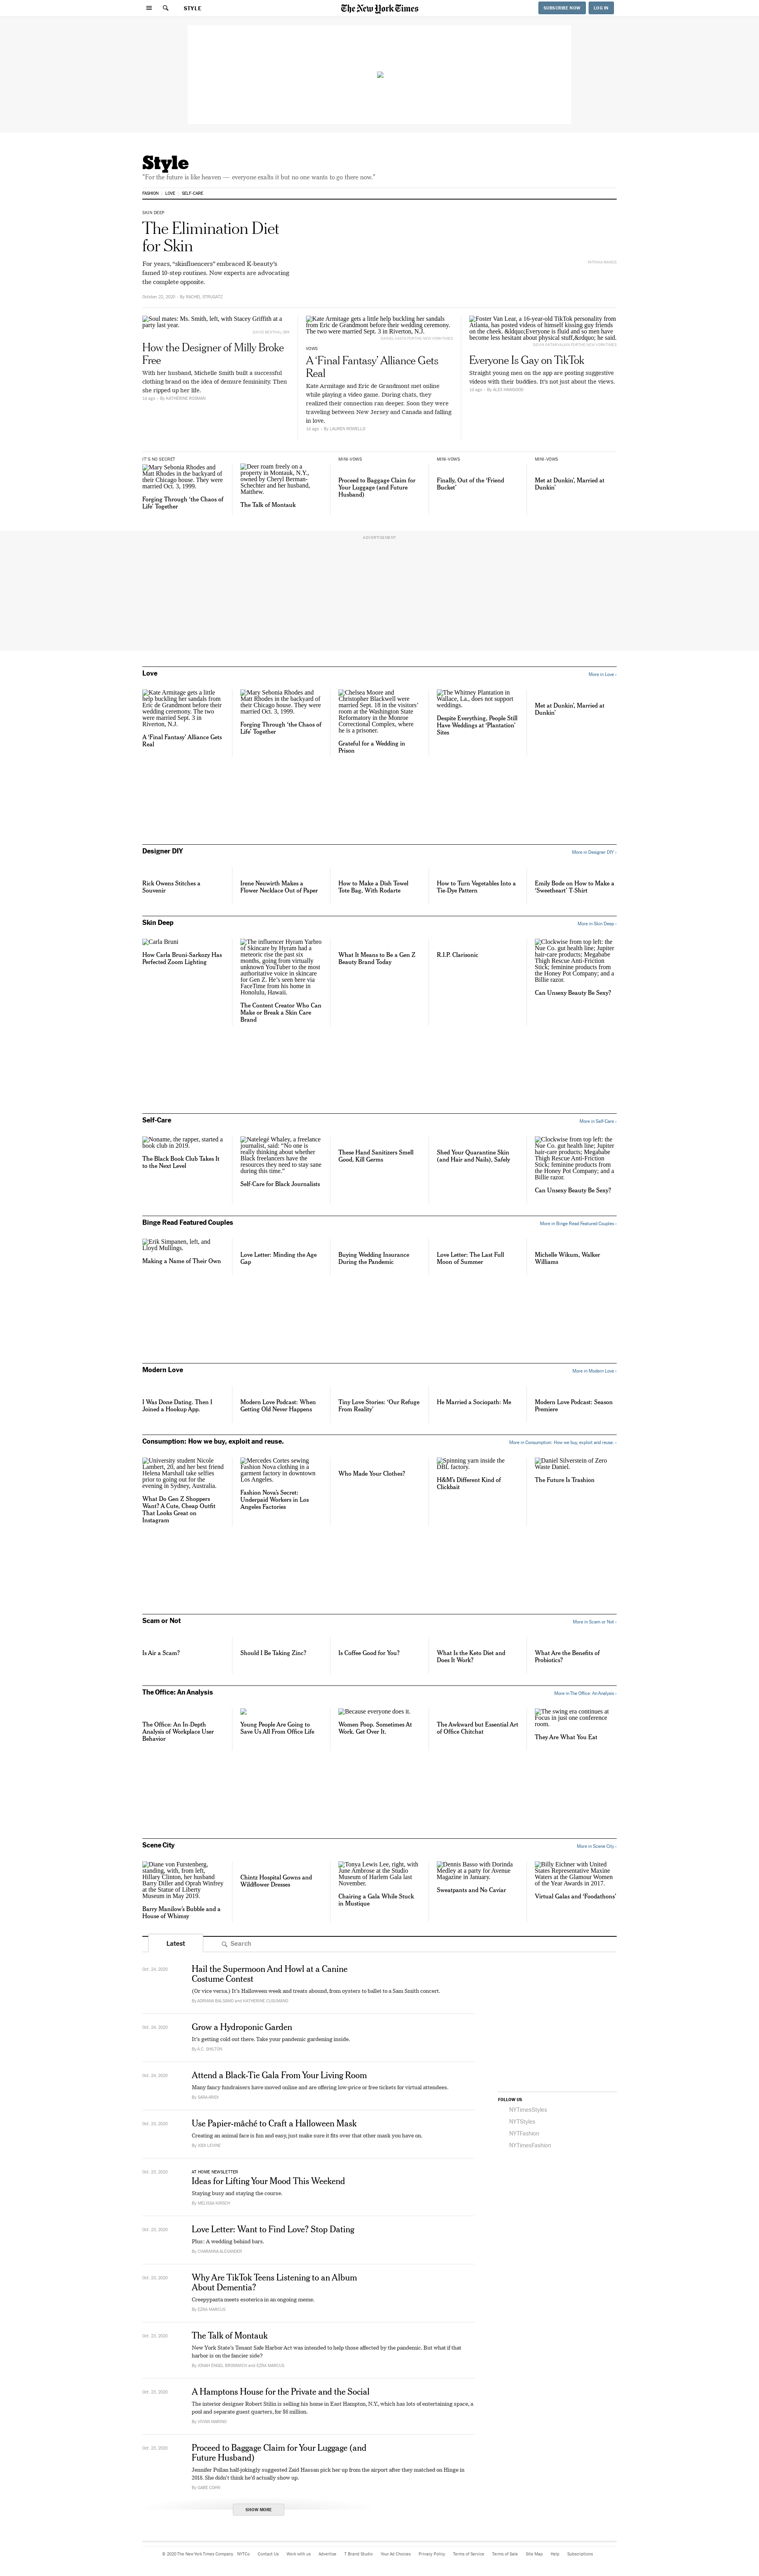 STYLE
The New York Times
SUBSCRIBE NOW
LOG IN
Style
"For the future is like heaven — everyone exalts it but no one wants to go there now."
FASHION
LOVE
SELF-CARE
SKIN DEEP
The Elimination Diet
for Skin
For years, “skinfluencers” embraced K-beauty’s
famed 10-step routines. Now experts are advocating
the complete opposite.
October 22, 2020 - By RACHEL STRUGATZ
Soul mates: Ms. Smith, left, with Stacey Griffith at a
party last year.
How the Designer of Milly Broke
Free
With her husband, Michelle Smith built a successful
clothing brand on the idea of demure femininity. Then
she ripped up her life.
1d ago - By KATHERINE ROSMAN
Kate Armitage gets a little help buckling her sandals
from Eric de Grandmont before their wedding ceremony.
The two were married Sept. 3 in Riverton, N.J.
VOWS
A ‘Final Fantasy’ Alliance Gets
Real
Kate Armitage and Eric de Grandmont met online
while playing a video game. During chats, they
realized their connection ran deeper. Soon they were
traveling between New Jersey and Canada and falling
in love.
1d ago - By LAUREN MOWELLS
Foster Van Lear, a 16-year-old TikTok personality from
Atlanta, has posted videos of himself kissing guy friends
on the cheek. &ldquo;Everyone is fluid and so men have
become less hesitant about physical stuff,&rdquo; he said.
Everyone Is Gay on TikTok
Straight young men on the app are posting suggestive
videos with their buddies. It’s not just about the views.
1d ago - By ALEX HAWGOOD
IT'S NO SECRET
Mary Sebonia Rhodes and
Matt Rhodes in the backyard of
their Chicago house. They were
married Oct. 3, 1999.
Forging Through ‘the Chaos of
Life’ Together
Deer roam freely on a
property in Montauk, N.Y.,
owned by Cheryl Berman-
Schechter and her husband,
Matthew.
The Talk of Montauk
MINI-VOWS
Proceed to Baggage Claim for
Your Luggage (and Future
Husband)
MINI-VOWS
Finally, Out of the ‘Friend
Bucket’
MINI-VOWS
Met at Dunkin’, Married at
Dunkin’
ADVERTISEMENT
Love
More in Love ›
Kate Armitage gets a little
help buckling her sandals
from Eric de Grandmont before
their wedding ceremony. The two
were married Sept. 3 in
Riverton, N.J.
A ‘Final Fantasy’ Alliance Gets
Real
Mary Sebonia Rhodes and
Matt Rhodes in the backyard of
their Chicago house. They were
married Oct. 3, 1999.
Forging Through ‘the Chaos of
Life’ Together
Chelsea Moore and
Christopher Blackwell were
married Sept. 18 in the visitors’
room at the Washington State
Reformatory in the Monroe
Correctional Complex, where
he is a prisoner.
Grateful for a Wedding in
Prison
The Whitney Plantation in
Wallace, La., does not support
weddings.
Despite Everything, People Still
Have Weddings at ‘Plantation’
Sites
Met at Dunkin’, Married at
Dunkin’
Designer DIY
More in Designer DIY ›
Rick Owens Stitches a
Souvenir
Irene Neuwirth Makes a
Flower Necklace Out of Paper
How to Make a Dish Towel
Tote Bag, With Rodarte
How to Turn Vegetables Into a
Tie-Dye Pattern
Emily Bode on How to Make a
‘Sweetheart’ T-Shirt
Skin Deep
More in Skin Deep ›
Carla Bruni
How Carla Bruni-Sarkozy Has
Perfected Zoom Lighting
The influencer Hyram Yarbro
of Skincare by Hyram had a
meteoric rise the past six
months, going from virtually
unknown YouTuber to the most
authoritative voice in skincare
for Gen Z. He’s seen here via
FaceTime from his home in
Honolulu, Hawaii.
The Content Creator Who Can
Make or Break a Skin Care
Brand
What It Means to Be a Gen Z
Beauty Brand Today
R.I.P. Clarisonic
Clockwise from top left: the
Nue Co. gut health line; Jupiter
hair-care products; Megababe
Thigh Rescue Anti-Friction
Stick; feminine products from
the Honey Pot Company; and a
Billie razor.
Can Unsexy Beauty Be Sexy?
Self-Care
More in Self-Care ›
Noname, the rapper, started a
book club in 2019.
The Black Book Club Takes It
to the Next Level
Natelegé Whaley, a freelance
journalist, said: “No one is
really thinking about whether
Black freelancers have the
resources they need to stay sane
during this time.”
Self-Care for Black Journalists
These Hand Sanitizers Smell
Good, Kill Germs
Shed Your Quarantine Skin
(and Hair and Nails), Safely
Clockwise from top left: the
Nue Co. gut health line; Jupiter
hair-care products; Megababe
Thigh Rescue Anti-Friction
Stick; feminine products from
the Honey Pot Company; and a
Billie razor.
Can Unsexy Beauty Be Sexy?
Binge Read Featured Couples
More in Binge Read Featured Couples ›
Erik Simpanen, left, and
Lloyd Mullings.
Making a Name of Their Own
Love Letter: Minding the Age
Gap
Buying Wedding Insurance
During the Pandemic
Love Letter: The Last Full
Moon of Summer
Michelle Wikum, Walker
Williams
Modern Love
More in Modern Love ›
I Was Done Dating. Then I
Joined a Hookup App.
Modern Love Podcast: When
Getting Old Never Happens
Tiny Love Stories: ‘Our Refuge
From Reality’
He Married a Sociopath: Me
Modern Love Podcast: Season
Premiere
Consumption: How we buy, exploit and reuse.
More in Consumption: How we buy, exploit and reuse. ›
University student Nicole
Lambert, 20, and her best friend
Helena Marshall take selfies
prior to going out for the
evening in Sydney, Australia.
What Do Gen Z Shoppers
Want? A Cute, Cheap Outfit
That Looks Great on
Instagram
Mercedes Cortes sewing
Fashion Nova clothing in a
garment factory in downtown
Los Angeles.
Fashion Nova’s Secret:
Underpaid Workers in Los
Angeles Factories
Who Made Your Clothes?
Spinning yarn inside the
DBL factory.
H&M’s Different Kind of
Clickbait
Daniel Silverstein of Zero
Waste Daniel.
The Future Is Trashion
Scam or Not
More in Scam or Not ›
Is Air a Scam?
Should I Be Taking Zinc?
Is Coffee Good for You?
What Is the Keto Diet and
Does It Work?
What Are the Benefits of
Probiotics?
The Office: An Analysis
More in The Office: An Analysis ›
The Office: An In-Depth
Analysis of Workplace User
Behavior
Young People Are Going to
Save Us All From Office Life
Because everyone does it.
Women Poop. Sometimes At
Work. Get Over It.
The Awkward but Essential Art
of Office Chitchat
The swing era continues at
Focus in just one conference
room.
They Are What You Eat
Scene City
More in Scene City ›
Diane von Furstenberg,
standing, with, from left,
Hillary Clinton, her husband
Barry Diller and Oprah Winfrey
at the Statue of Liberty
Museum in May 2019.
Barry Manilow’s Bubble and a
House of Whimsy
Chintz Hospital Gowns and
Wildflower Dresses
Tonya Lewis Lee, right, with
June Ambrose at the Studio
Museum of Harlem Gala last
November.
Chairing a Gala While Stuck
in Mustique
Dennis Basso with Dorinda
Medley at a party for Avenue
Magazine in January.
Sweatpants and No Caviar
Billy Eichner with United
States Representative Maxine
Waters at the Glamour Women
of the Year Awards in 2017.
Virtual Galas and ‘Foodathons’
Latest
Search
Oct. 24, 2020
Hail the Supermoon And Howl at a Canine
Costume Contest
(Or vice versa.) It’s Halloween week and treats abound, from oysters to ballet to a Sam Smith concert.
By ADRIANA BALSAMO and KATHERINE CUSUMANO
Oct. 24, 2020
Grow a Hydroponic Garden
It’s getting cold out there. Take your pandemic gardening inside.
By A.C. SHILTON
Oct. 24, 2020
Attend a Black-Tie Gala From Your Living Room
Many fancy fundraisers have moved online and are offering low-price or free tickets for virtual attendees.
Oct. 23, 2020
Use Papier-mâché to Craft a Halloween Mask
Creating an animal face is fun and easy, just make sure it fits over that other mask you have on.
By JODI LEVINE
Oct. 23, 2020
AT HOME NEWSLETTER
Ideas for Lifting Your Mood This Weekend
Staying busy and staying the course.
By MELISSA KIRSCH
Oct. 23, 2020
Love Letter: Want to Find Love? Stop Dating
Plus: A wedding behind bars.
By CHARANNA ALEXANDER
Oct. 23, 2020
Why Are TikTok Teens Listening to an Album
About Dementia?
Creepypasta meets esoterica in an ongoing meme.
By EZRA MARCUS
Oct. 23, 2020
The Talk of Montauk
New York State’s Tenant Safe Harbor Act was intended to help those affected by the pandemic. But what if that
harbor is on the fancier side?
By JONAH ENGEL BROMWICH and EZRA MARCUS
Oct. 23, 2020
A Hamptons House for the Private and the Social
The interior designer Robert Stilin is selling his home in East Hampton, N.Y., which has lots of entertaining space, a
pool and separate guest quarters, for $6 million.
By VIVIAN MARINO
Oct. 23, 2020
Proceed to Baggage Claim for Your Luggage (and
Future Husband)
Jennifer Pollan half-jokingly suggested Zaid Hassan pick her up from the airport after they matched on Hinge in
2018. She didn’t think he’d actually show up.
By GABE COHN
SHOW MORE
FOLLOW US
NYTimesStyles
NYTStyles
NYTFashion
NYTimesFashion
© 2020 The New York Times Company
NYTCo
Contact Us
Work with us
Advertise
T Brand Studio
Your Ad Choices
Privacy Policy
Terms of Service
Terms of Sale
Site Map
Help
Subscriptions